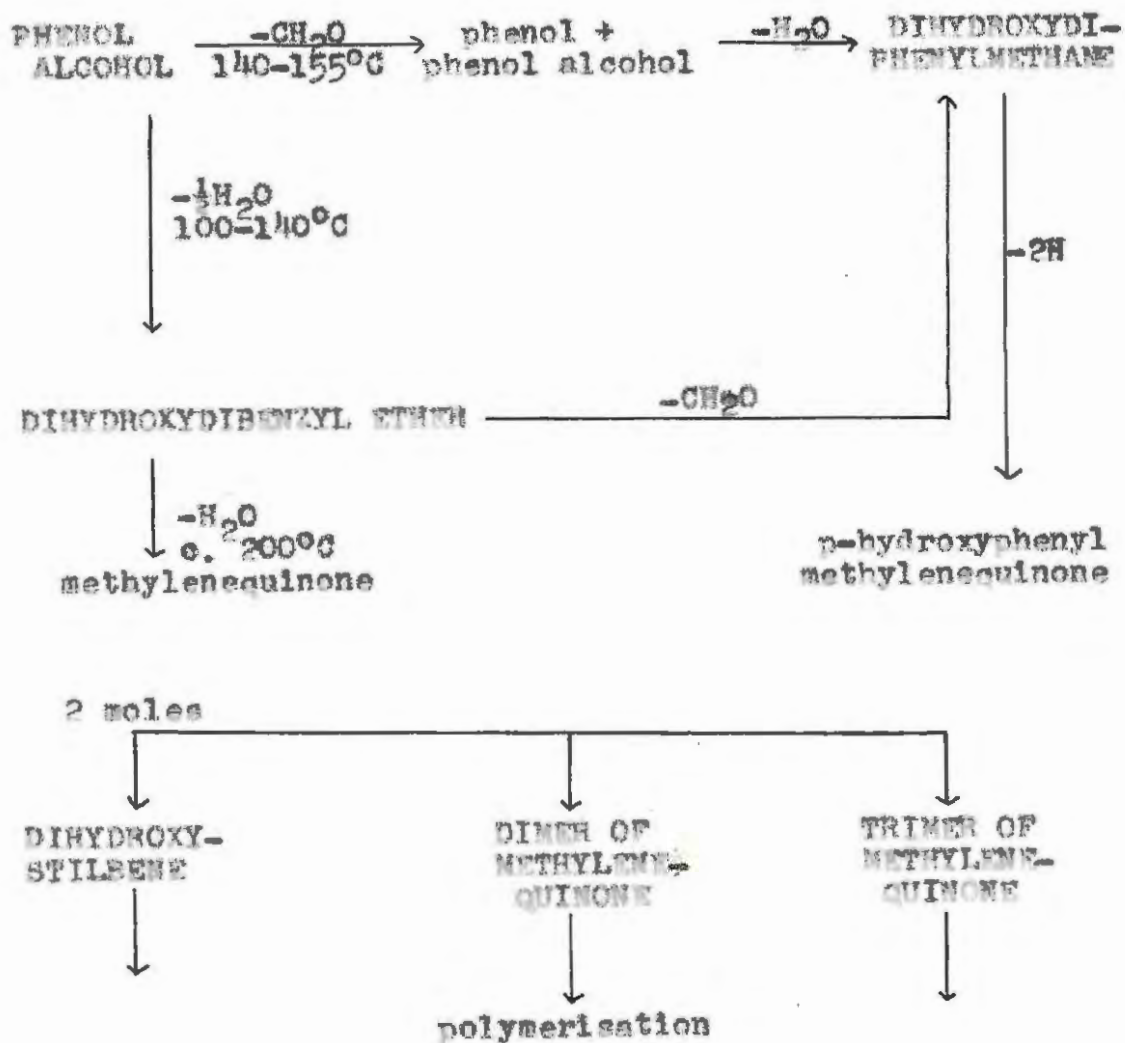 PHENOL
ALCOHOL
-CH2O
140-155°C
phenol +
phenol alcohol
-H2O
DIHYDROXYDI-
PHENYLMETHANE
-½H2O
100-140°C
-2H
DIHYDROXYDIBENZYL ETHER
-CH2O
-H2O
c. 200°C
methylenequinone
p-hydroxyphenyl
methylenequinone
2 moles
DIHYDROXY-
STILBENE
DIMER OF
METHYLENE-
QUINONE
TRIMER OF
METHYLENE-
QUINONE
polymerisation